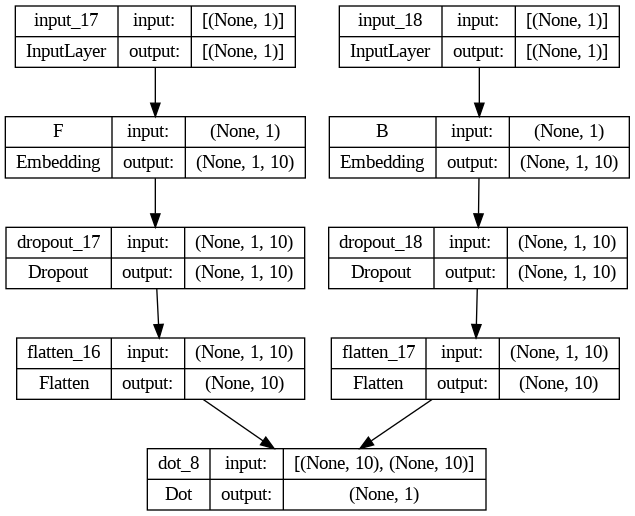 input_17 input: [(None, 1)]
InputLayer output: [(None, 1)]
input_18 input: [(None, 1)]
InputLayer output: [(None, 1)]
F input: (None, 1)
Embedding output: (None, 1, 10)
B input: (None, 1)
Embedding output: (None, 1, 10)
dropout_17 input: (None, 1, 10)
Dropout output: (None, 1, 10)
dropout_18 input: (None, 1, 10)
Dropout output: (None, 1, 10)
flatten_16 input: (None, 1, 10)
Flatten output: (None, 10)
flatten_17 input: (None, 1, 10)
Flatten output: (None, 10)
dot_8 input: [(None, 10), (None, 10)]
Dot output: (None, 1)